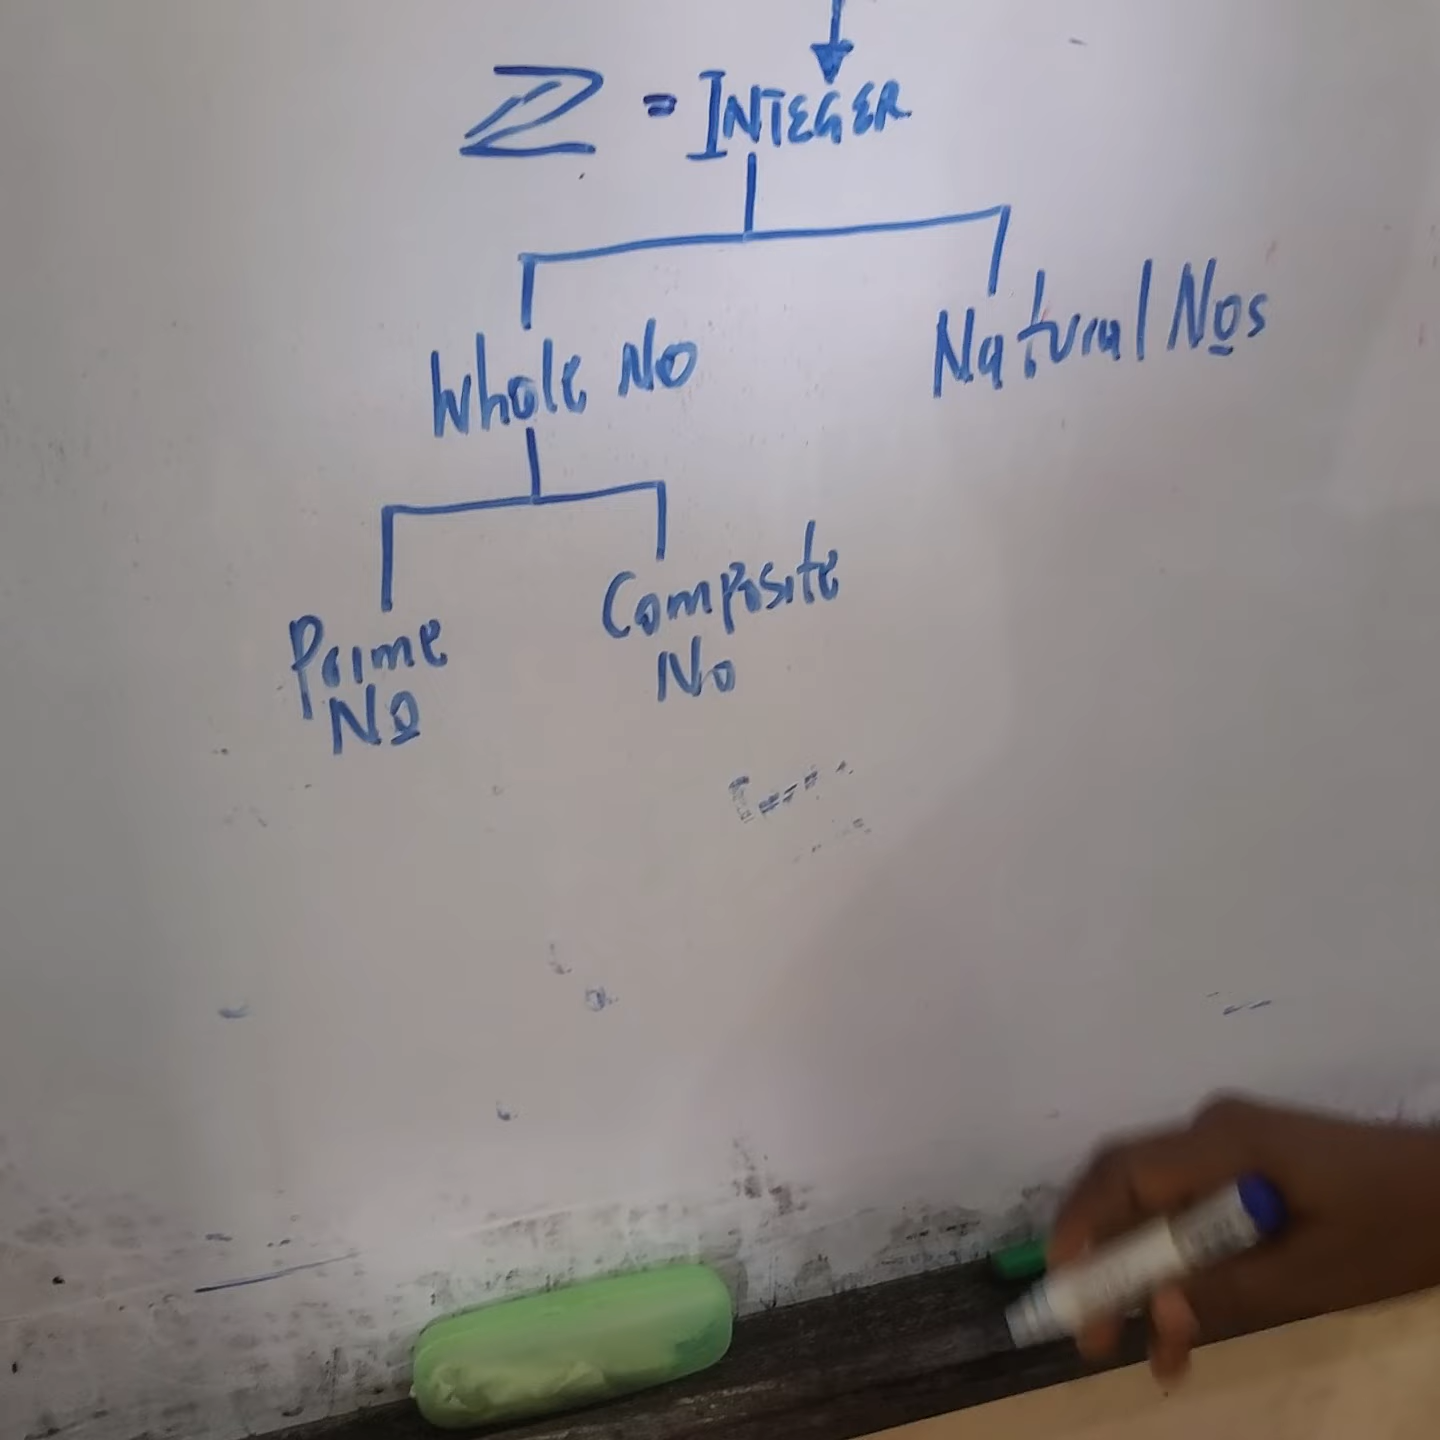 ℤ = INTEGER
Whole No
Natural Nos
Prime
No
Composite
No